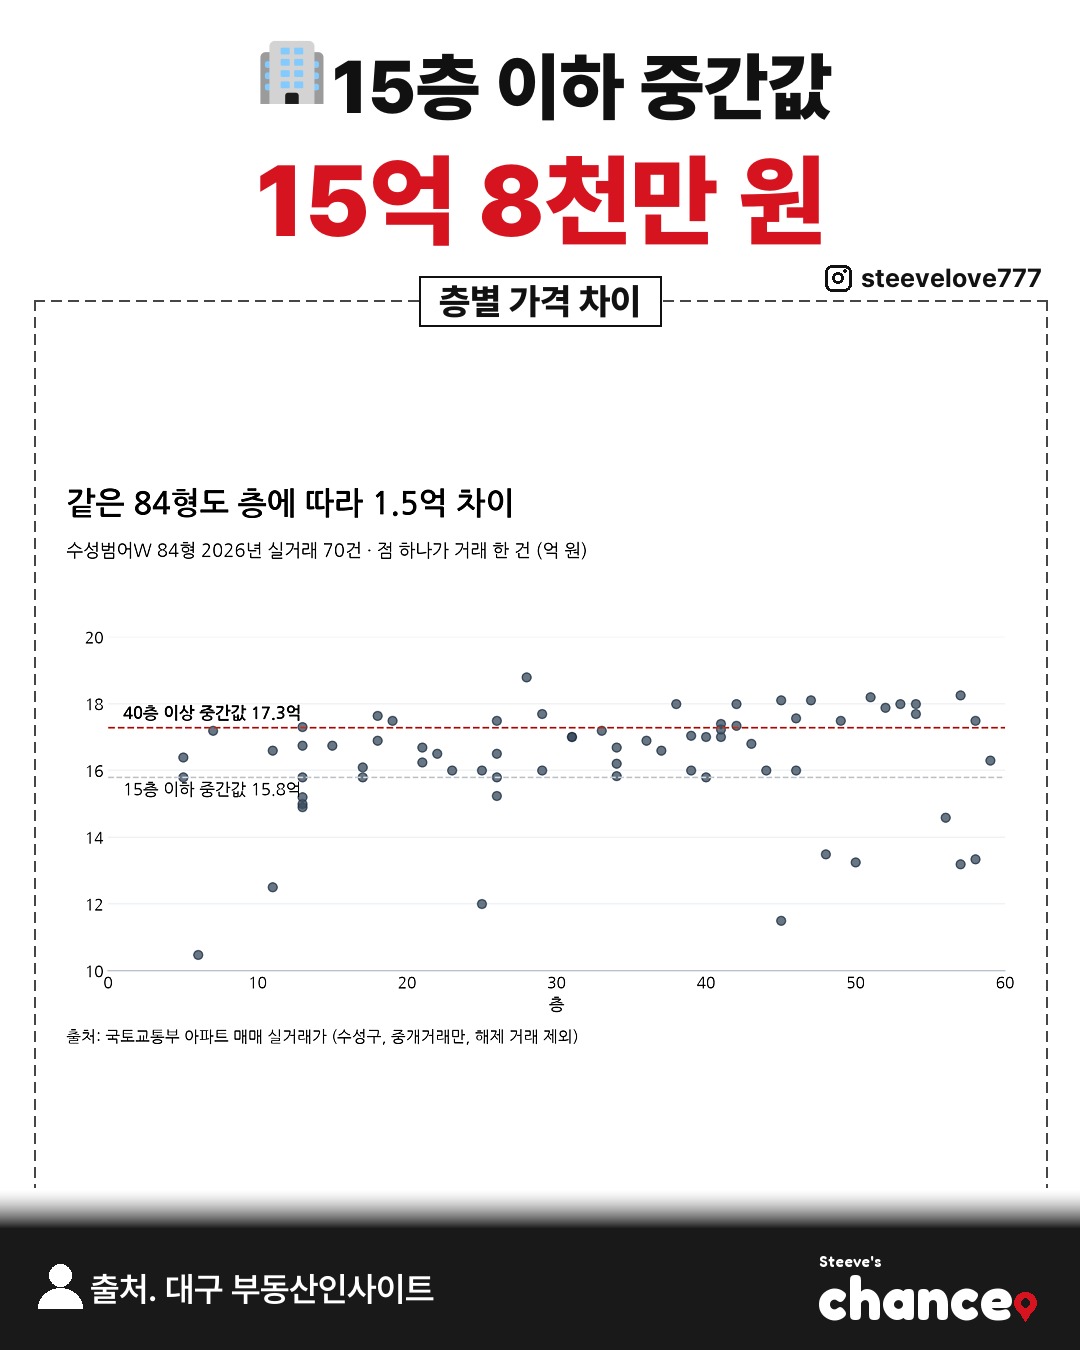 15층 이하 중간값
15억 8천만 원
steevelove777
층별 가격 차이
같은 84형도 층에 따라 1.5억 차이
수성범어W 84형 2026년 실거래 70건 · 점 하나가 거래 한 건 (억 원)
20
18
40층 이상 중간값 17.3억
16
15층 이하 중간값 15.8억
14
12
10
0 10 20 30 40 50 60
층
출처: 국토교통부 아파트 매매 실거래가 (수성구, 중개거래만, 해제 거래 제외)
출처. 대구 부동산인사이트
Steeve's
chance